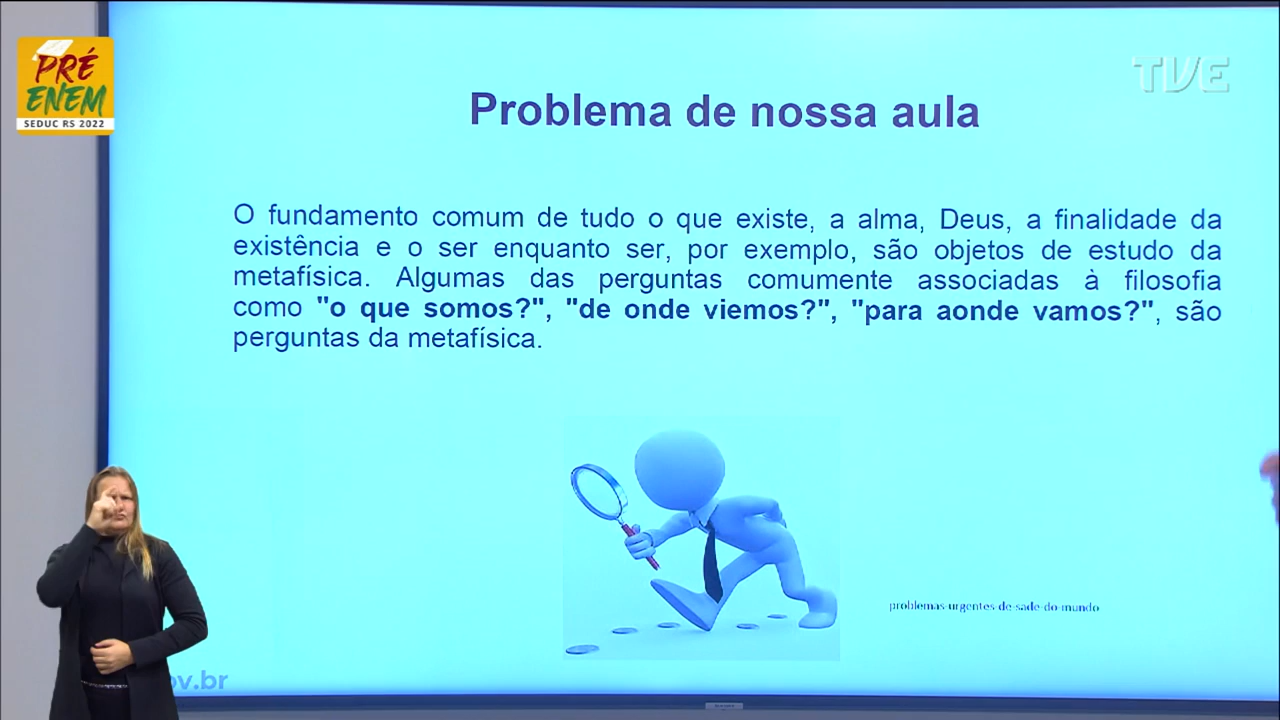 PRÉ
ENEM
SEDUC RS 2022
TVE
Problema de nossa aula
O fundamento comum de tudo o que existe, a alma, Deus, a finalidade da
existência e o ser enquanto ser, por exemplo, são objetos de estudo da
metafísica. Algumas das perguntas comumente associadas à filosofia
como "o que somos?", "de onde viemos?", "para aonde vamos?", são
perguntas da metafísica.
problemas-urgentes-de-sade-do-mundo
ov.br